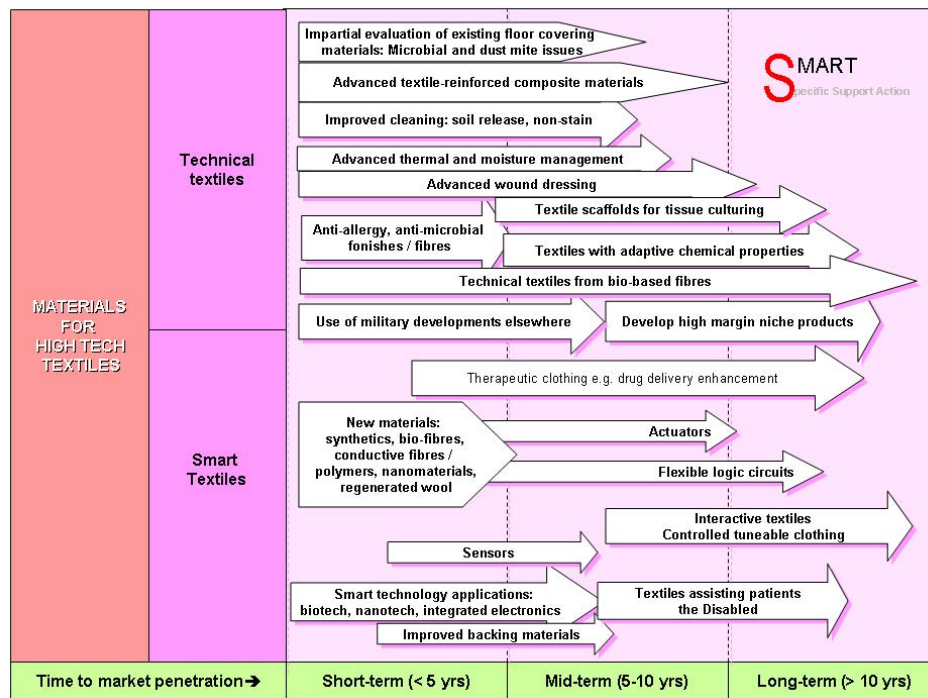 Impartial evaluation of existing floor covering
materials: Microbial and dust mite issues
SMART
Specific Support Action
Advanced textile-reinforced composite materials
Improved cleaning: soil release, non-stain
Technical
textiles
Advanced thermal and moisture management
Advanced wound dressing
Textile scaffolds for tissue culturing
Anti-allergy, anti-microbial
fonishes / fibres
Textiles with adaptive chemical properties
Technical textiles from bio-based fibres
MATERIALS
FOR
HIGH TECH
TEXTILES
Use of military developments elsewhere
Develop high margin niche products
Therapeutic clothing e.g. drug delivery enhancement
New materials:
synthetics, bio-fibres,
conductive fibres /
polymers, nanomaterials,
regenerated wool
Actuators
Flexible logic circuits
Smart
Textiles
Interactive textiles
Controlled tuneable clothing
Sensors
Smart technology applications:
biotech, nanotech, integrated electronics
Textiles assisting patients
the Disabled
Improved backing materials
Time to market penetration→
Short-term (< 5 yrs)
Mid-term (5-10 yrs)
Long-term (> 10 yrs)